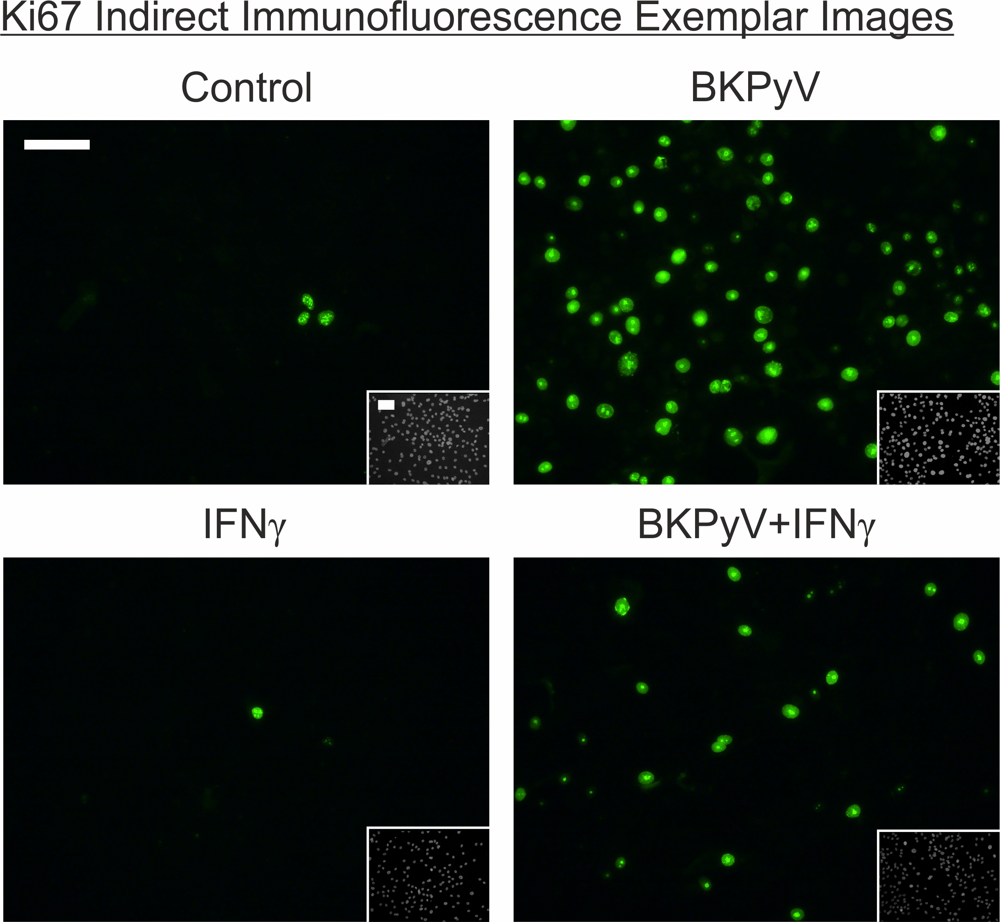 Ki67 Indirect Immunofluorescence Exemplar Images
Control
BKPyV
IFNγ
BKPyV+IFNγ